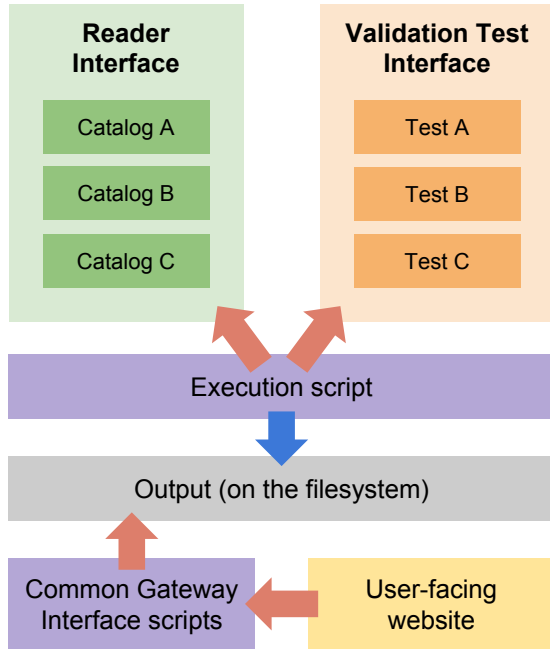 Reader
Interface
Catalog A
Catalog B
Catalog C
Validation Test
Interface
Test A
Test B
Test C
Execution script
Output (on the filesystem)
Common Gateway
Interface scripts
User-facing
website